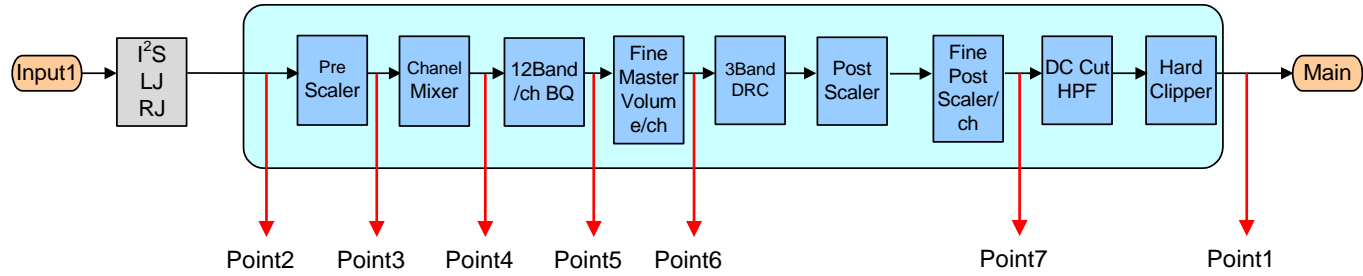 Input1
I²S
LJ
RJ
Pre
Scaler
Chanel
Mixer
12Band
/ch BQ
Fine
Master
Volum
e/ch
3Band
DRC
Post
Scaler
Fine
Post
Scaler/
ch
DC Cut
HPF
Hard
Clipper
Main
Point2
Point3
Point4
Point5
Point6
Point7
Point1